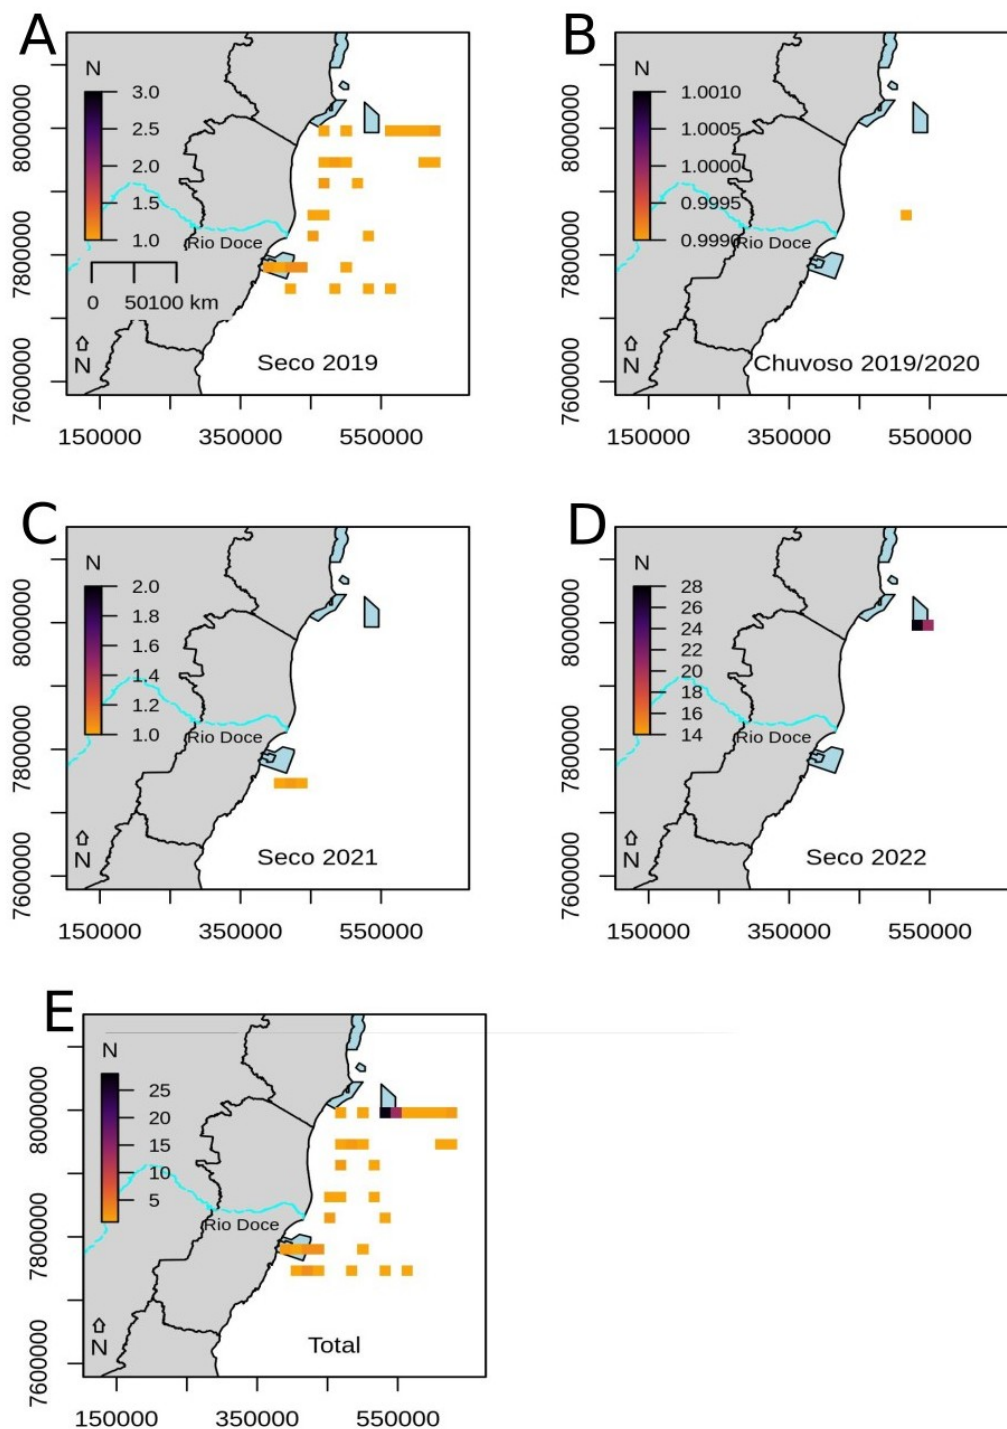 A
N
3.0
2.5
2.0
1.5
1.0
Rio Doce
0 50100 km
N
Seco 2019
8000000
7800000
7600000
150000 350000 550000
B
N
1.0010
1.0005
1.0000
0.9995
0.9990
Rio Doce
N
Chuvoso 2019/2020
8000000
7800000
7600000
150000 350000 550000
C
N
2.0
1.8
1.6
1.4
1.2
1.0
Rio Doce
N
Seco 2021
8000000
7800000
7600000
150000 350000 550000
D
N
28
26
24
22
20
18
16
14
Rio Doce
N
Seco 2022
8000000
7800000
7600000
150000 350000 550000
E
N
25
20
15
10
5
Rio Doce
N
Total
8000000
7800000
7600000
150000 350000 550000